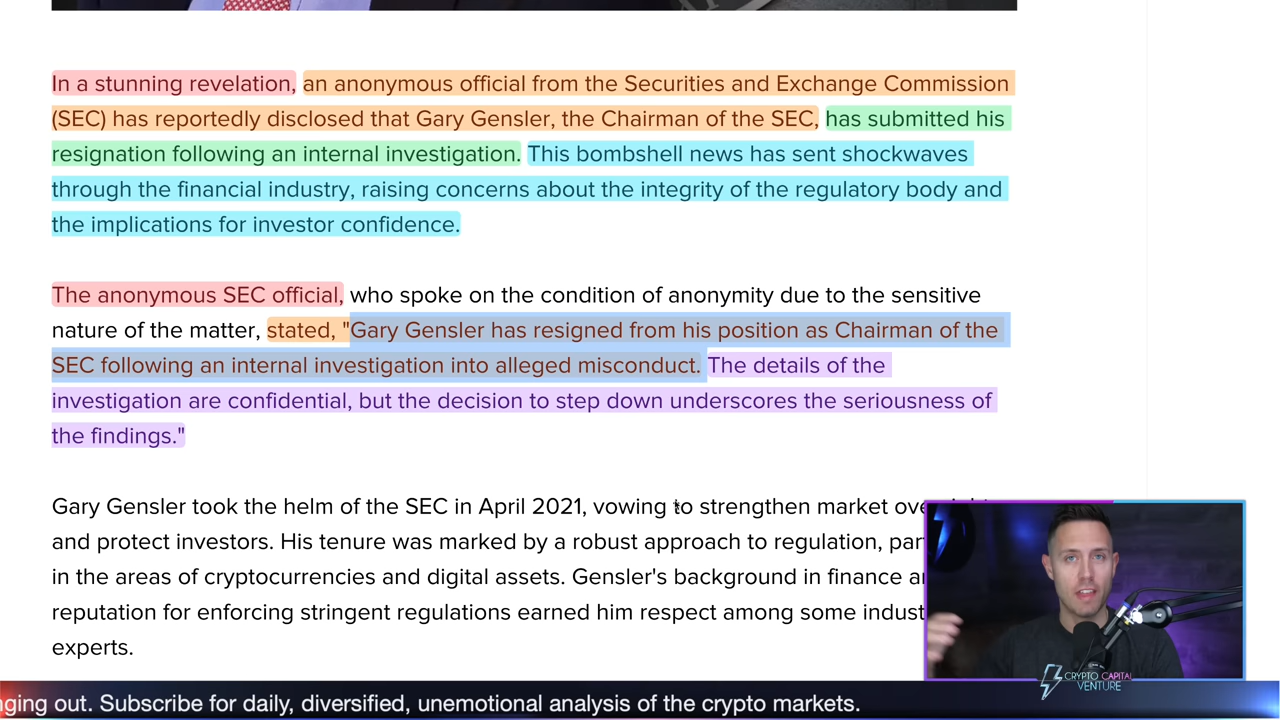 In a stunning revelation, an anonymous official from the Securities and Exchange Commission
(SEC) has reportedly disclosed that Gary Gensler, the Chairman of the SEC, has submitted his
resignation following an internal investigation. This bombshell news has sent shockwaves
through the financial industry, raising concerns about the integrity of the regulatory body and
the implications for investor confidence.
The anonymous SEC official, who spoke on the condition of anonymity due to the sensitive
nature of the matter, stated, "Gary Gensler has resigned from his position as Chairman of the
SEC following an internal investigation into alleged misconduct. The details of the
investigation are confidential, but the decision to step down underscores the seriousness of
the findings."
Gary Gensler took the helm of the SEC in April 2021, vowing to strengthen market
and protect investors. His tenure was marked by a robust approach to regulation,
in the areas of cryptocurrencies and digital assets. Gensler's background in finance
reputation for enforcing stringent regulations earned him respect among some
experts.
CRYPTO CAPITAL
VENTURE
nging out. Subscribe for daily, diversified, unemotional analysis of the crypto markets.